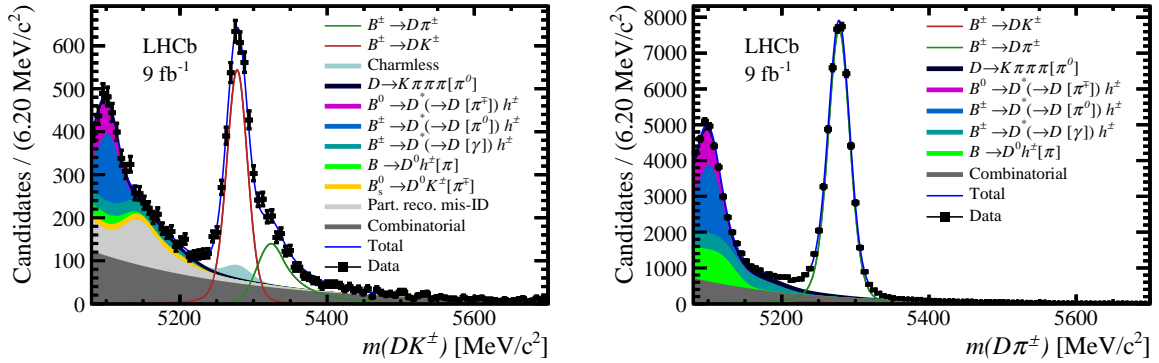 Candidates / (6.20 MeV/c²)
600
500
400
300
200
100
0
LHCb
9 fb⁻¹
B± → Dπ±
B± → DK±
Charmless
D→Kπππ[π⁰]
B⁰→D*(→D [π∓]) h±
B±→D*(→D [π⁰]) h±
B±→D*(→D [γ]) h±
B→D⁰h±[π]
B⁰ₛ→D⁰K±[π∓]
Part. reco. mis-ID
Combinatorial
Total
Data
5200
5400
5600
m(DK±) [MeV/c²]
Candidates / (6.20 MeV/c²)
8000
7000
6000
5000
4000
3000
2000
1000
0
LHCb
9 fb⁻¹
B± → DK±
B± → Dπ±
D→Kπππ[π⁰]
B⁰→D*(→D [π∓]) h±
B±→D*(→D [π⁰]) h±
B±→D*(→D [γ]) h±
B→D⁰h±[π]
Combinatorial
Total
Data
5200
5400
5600
m(Dπ±) [MeV/c²]